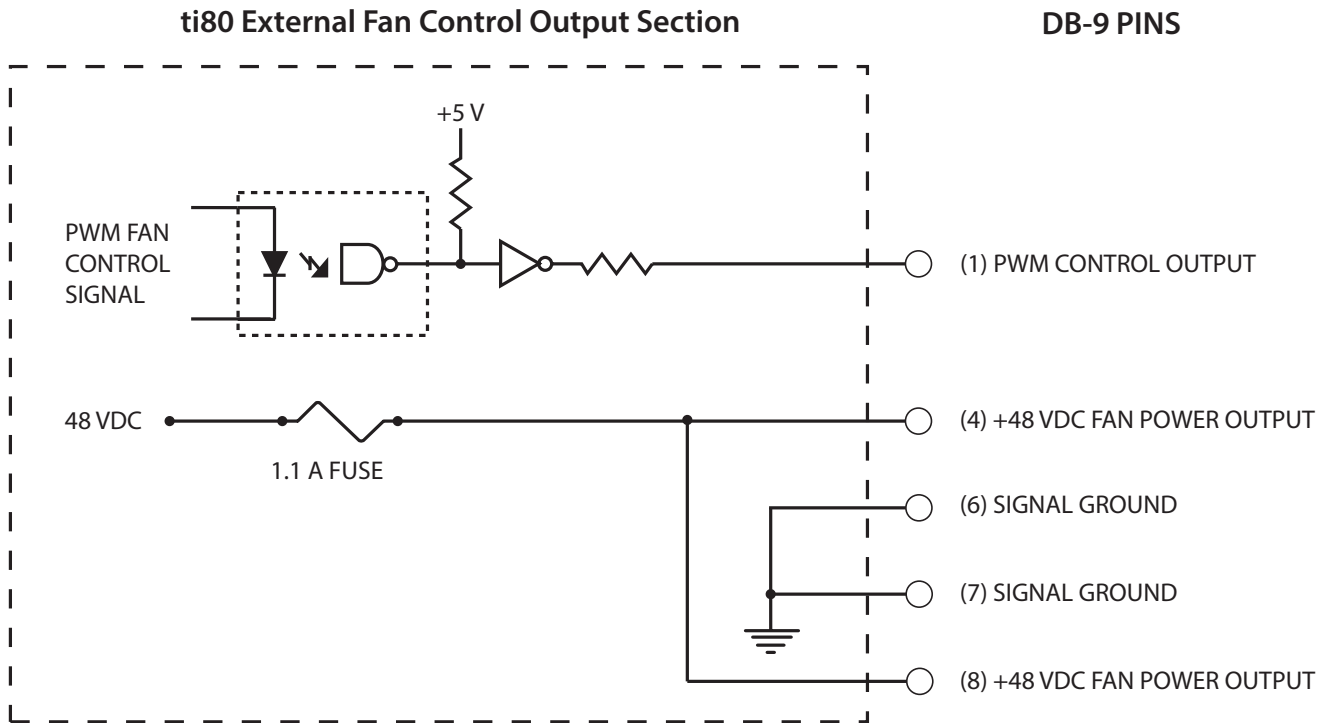 ti80 External Fan Control Output Section
DB-9 PINS
+5 V
PWM FAN
CONTROL
SIGNAL
(1) PWM CONTROL OUTPUT
48 VDC
1.1 A FUSE
(4) +48 VDC FAN POWER OUTPUT
(6) SIGNAL GROUND
(7) SIGNAL GROUND
(8) +48 VDC FAN POWER OUTPUT